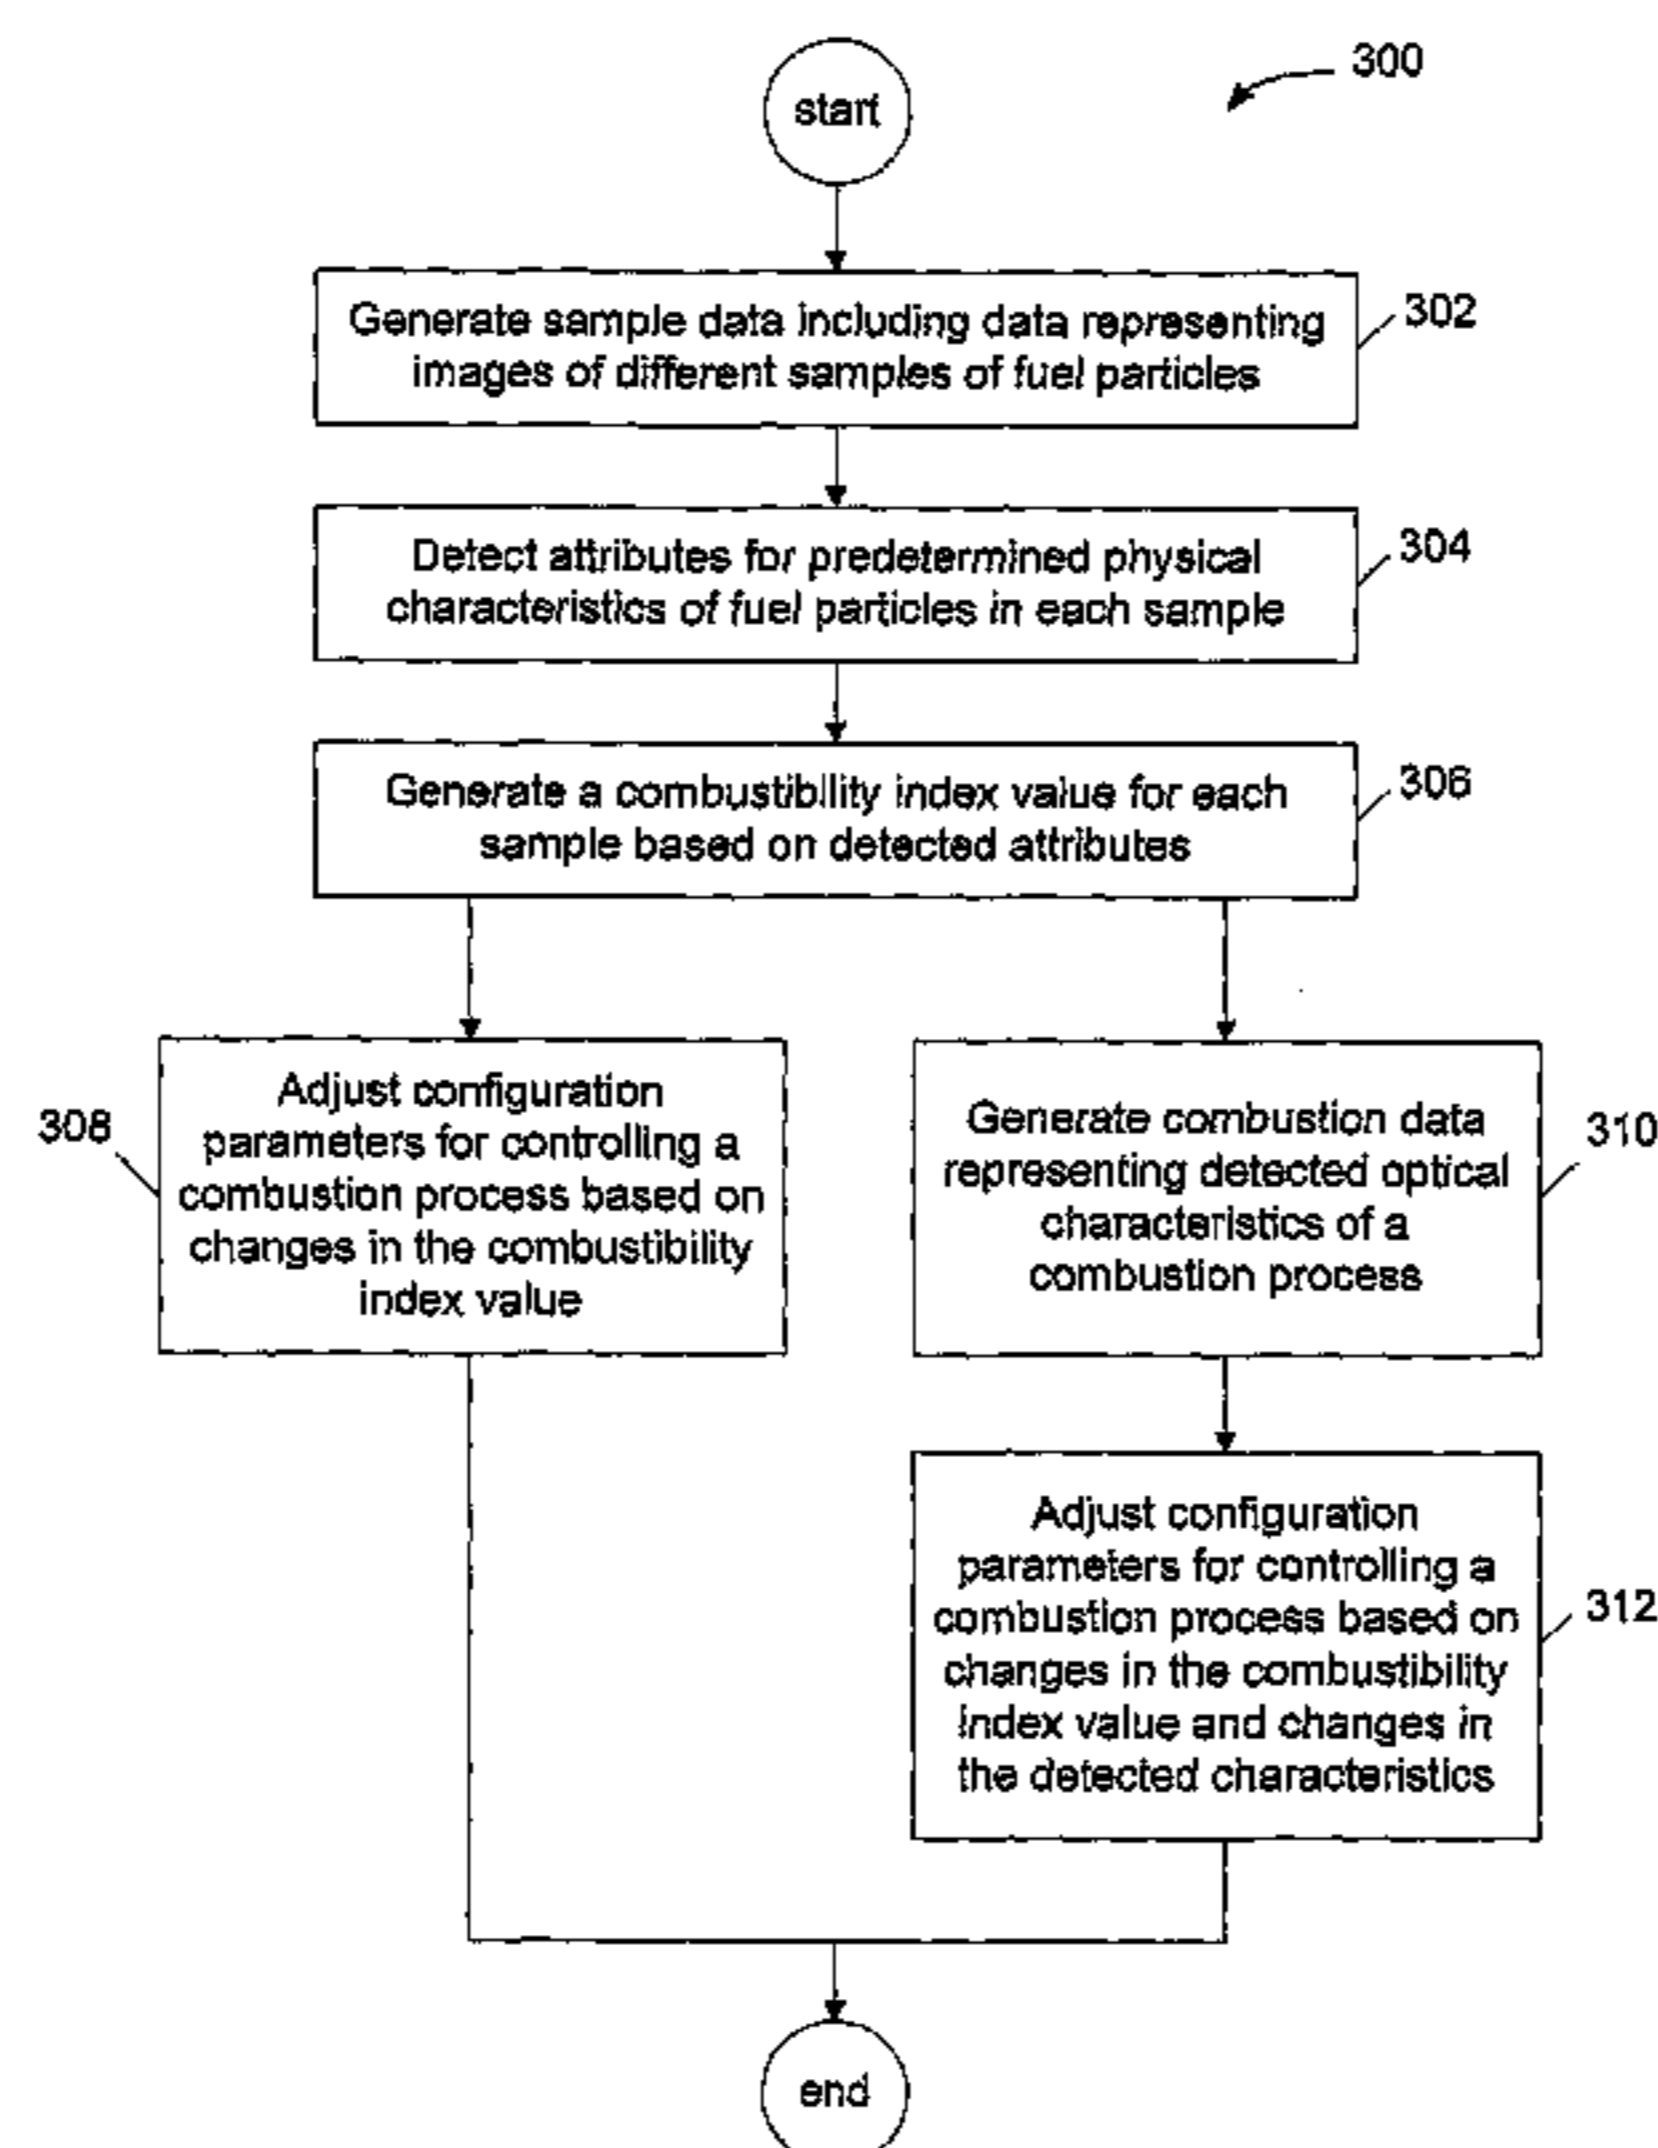 start
300
Generate sample data including data representing
images of different samples of fuel particles
302
Detect attributes for predetermined physical
characteristics of fuel particles in each sample
304
Generate a combustibility index value for each
sample based on detected attributes
306
Adjust configuration
parameters for controlling a
combustion process based on
changes in the combustibility
index value
308
Generate combustion data
representing detected optical
characteristics of a
combustion process
310
Adjust configuration
parameters for controlling a
combustion process based on
changes in the combustibility
index value and changes in
the detected characteristics
312
end